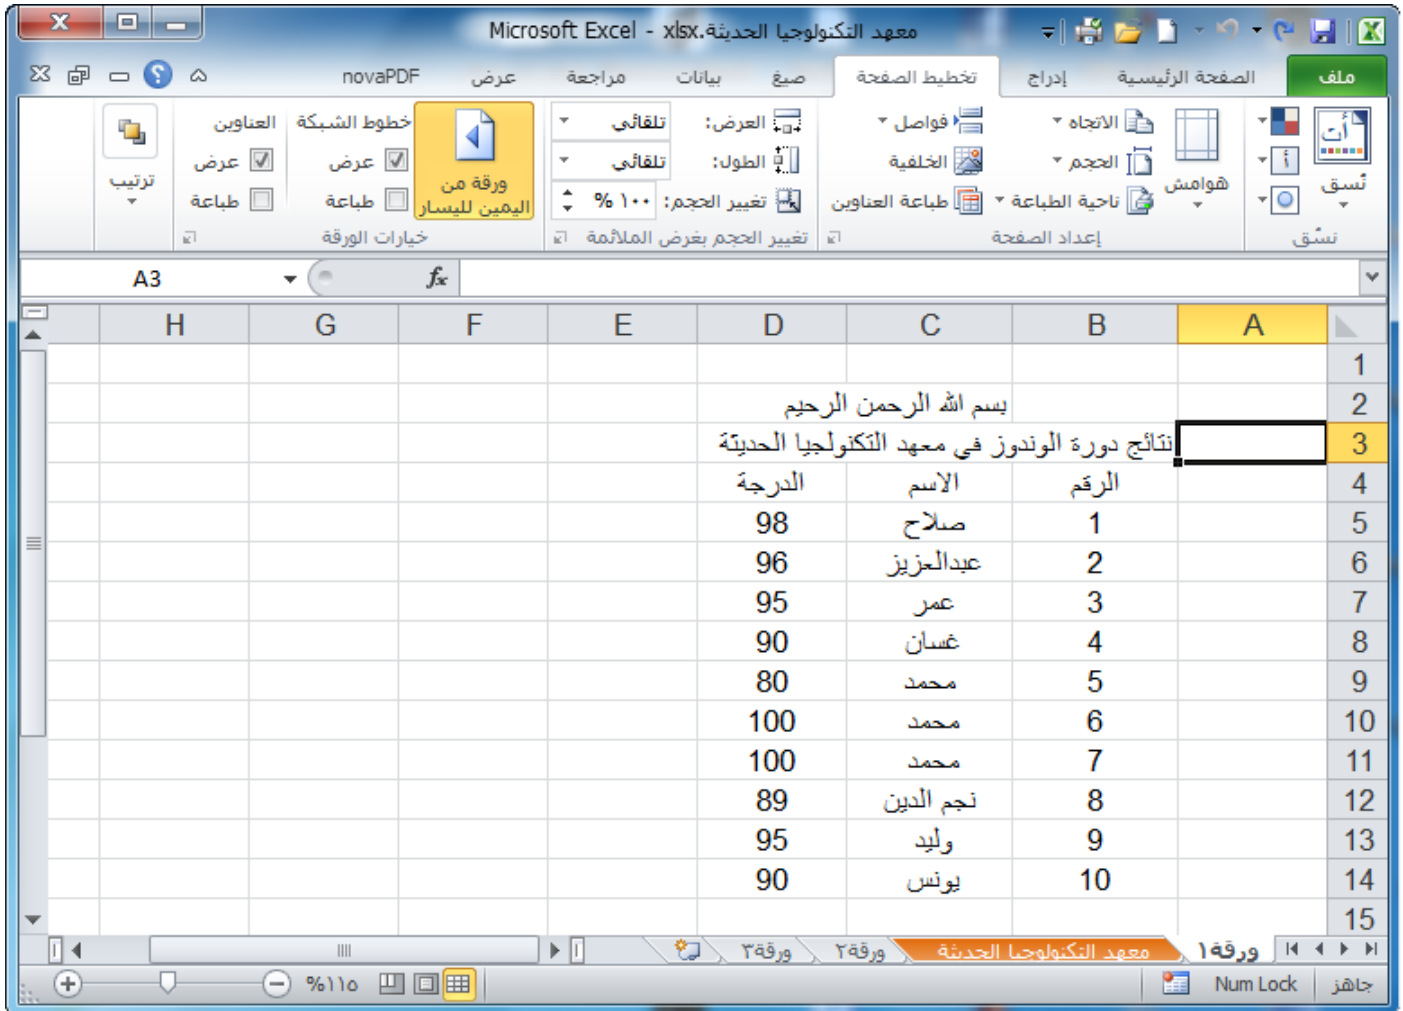 معهد التكنولوجيا الحديثة.xlsx - Microsoft Excel
ملف الصفحة الرئيسية إدراج تخطيط الصفحة صيغ بيانات مراجعة عرض novaPDF
نُسق هوامش الاتجاه فواصل العرض: تلقائي ورقة من اليمين لليسار خطوط الشبكة العناوين ترتيب
الحجم الخلفية الطول: تلقائي عرض عرض
ناحية الطباعة طباعة العناوين تغيير الحجم: ١٠٠ % طباعة طباعة
نسُق إعداد الصفحة تغيير الحجم بغرض الملائمة خيارات الورقة
A3 fx
A B C D E F G H
1
2 بسم الله الرحمن الرحيم
3 نتائج دورة الوندوز في معهد التكنولجيا الحديثة
4 الرقم الاسم الدرجة
5 1 صلاح 98
6 2 عبدالعزيز 96
7 3 عمر 95
8 4 غسان 90
9 5 محمد 80
10 6 محمد 100
11 7 محمد 100
12 8 نجم الدين 89
13 9 وليد 95
14 10 يونس 90
15
ورقة١ معهد التكنولوجيا الحديثة ورقة٢ ورقة٣
جاهز Num Lock %١١٥